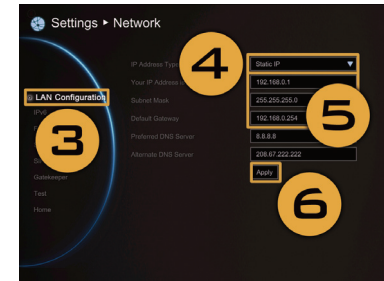 Settings ▸ Network
4
IP Address Type
Static IP
Your IP Address
192.168.0.1
LAN Configuration
Subnet Mask
255.255.255.0
IPv6
Default Gateway
192.168.0.254
5
3
Preferred DNS Server
8.8.8.8
Alternate DNS Server
208.67.222.222
Gatekeeper
Apply
Test
6
Home